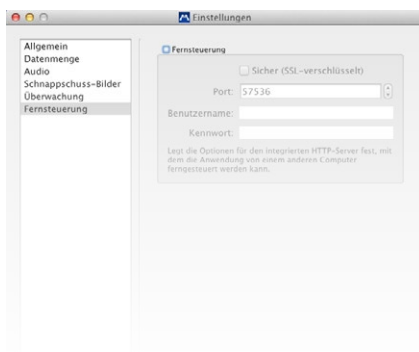 Einstellungen
Allgemein
Datenmenge
Audio
Schnappschuss-Bilder
Überwachung
Fernsteuerung
Fernsteuerung
Sicher (SSL-verschlüsselt)
Port: 57536
Benutzername:
Kennwort:
Legt die Optionen für den integrierten HTTP-Server fest, mit
dem die Anwendung von einem anderen Computer
ferngesteuert werden kann.